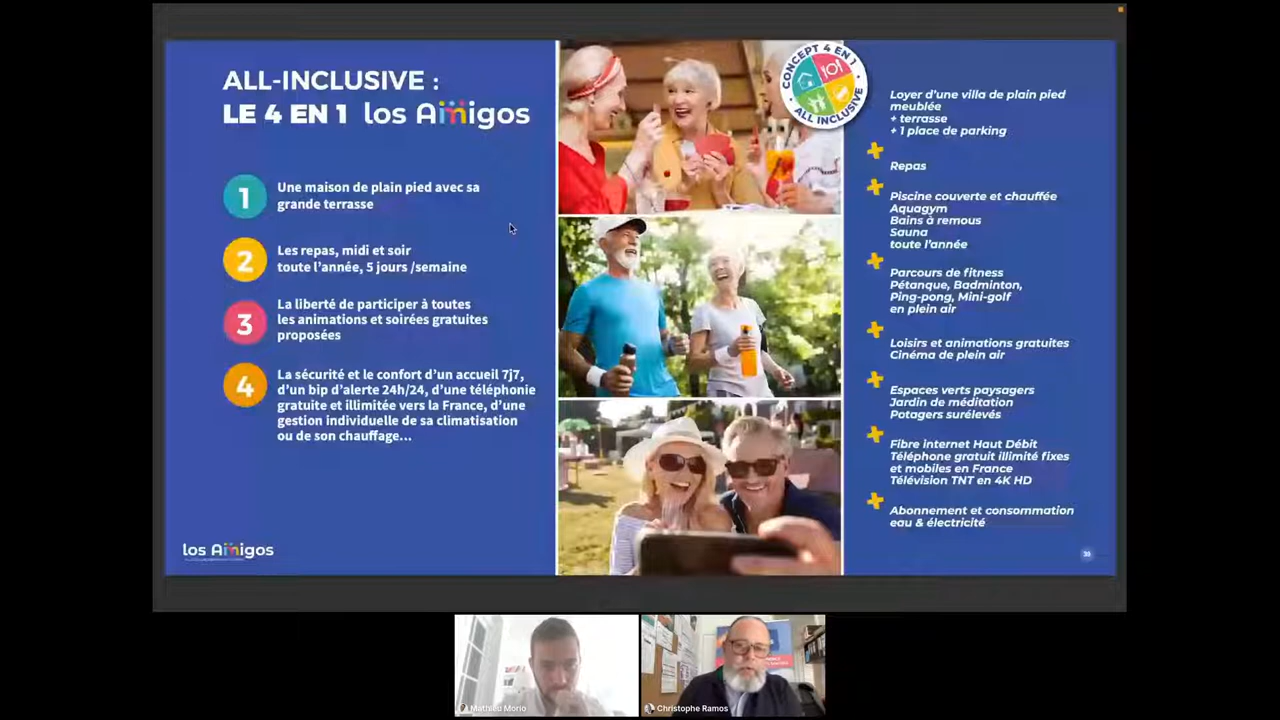 ALL-INCLUSIVE :
LE 4 EN 1 los Amigos
1
Une maison de plain pied avec sa
grande terrasse
2
Les repas, midi et soir
toute l'année, 5 jours /semaine
3
La liberté de participer à toutes
les animations et soirées gratuites
proposées
4
La sécurité et le confort d'un accueil 7j7,
d'un bip d'alerte 24h/24, d'une téléphonie
gratuite et illimitée vers la France, d'une
gestion individuelle de sa climatisation
ou de son chauffage...
los Amigos
CONCEPT 4 EN 1
ALL INCLUSIVE
Loyer d'une villa de plain pied
meublée
+ terrasse
+ 1 place de parking
Repas
Piscine couverte et chauffée
Aquagym
Bains à remous
Sauna
toute l'année
Parcours de fitness
Pétanque, Badminton,
Ping-pong, Mini-golf
en plein air
Loisirs et animations gratuites
Cinéma de plein air
Espaces verts paysagers
Jardin de méditation
Potagers surélevés
Fibre internet Haut Débit
Téléphone gratuit illimité fixes
et mobiles en France
Télévision TNT en 4K HD
Abonnement et consommation
eau & électricité
Mathieu Morio
Christophe Ramos